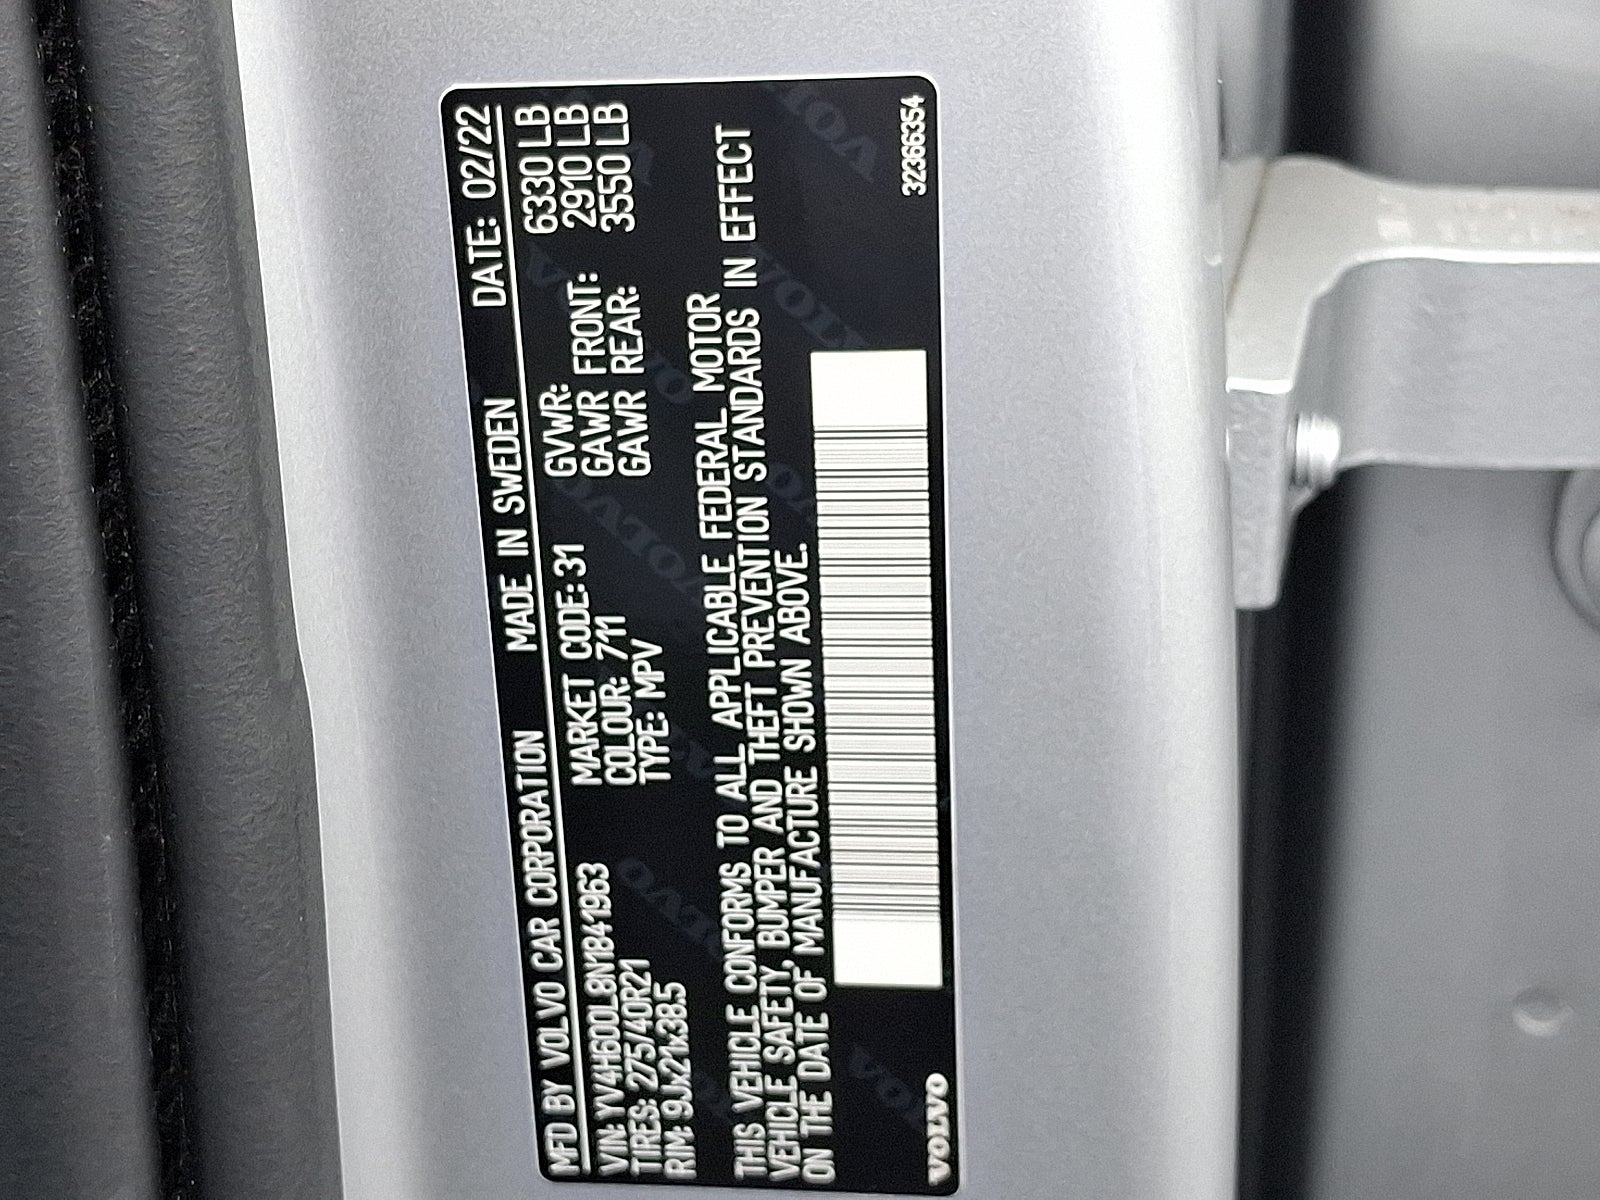 MFD BY VOLVO CAR CORPORATION MADE IN SWEDEN DATE: 02/22
VIN: YV4H600L8N1841963 MARKET CODE: 31 GVWR: 6330 LB
TIRES: 275/40R21 COLOUR: 711 GAWR FRONT: 2910 LB
RIM: 9Jx21x38.5 TYPE: MPV GAWR REAR: 3550 LB
THIS VEHICLE CONFORMS TO ALL APPLICABLE FEDERAL MOTOR
VEHICLE SAFETY, BUMPER AND THEFT PREVENTION STANDARDS IN EFFECT
ON THE DATE OF MANUFACTURE SHOWN ABOVE.
VOLVO 32366354